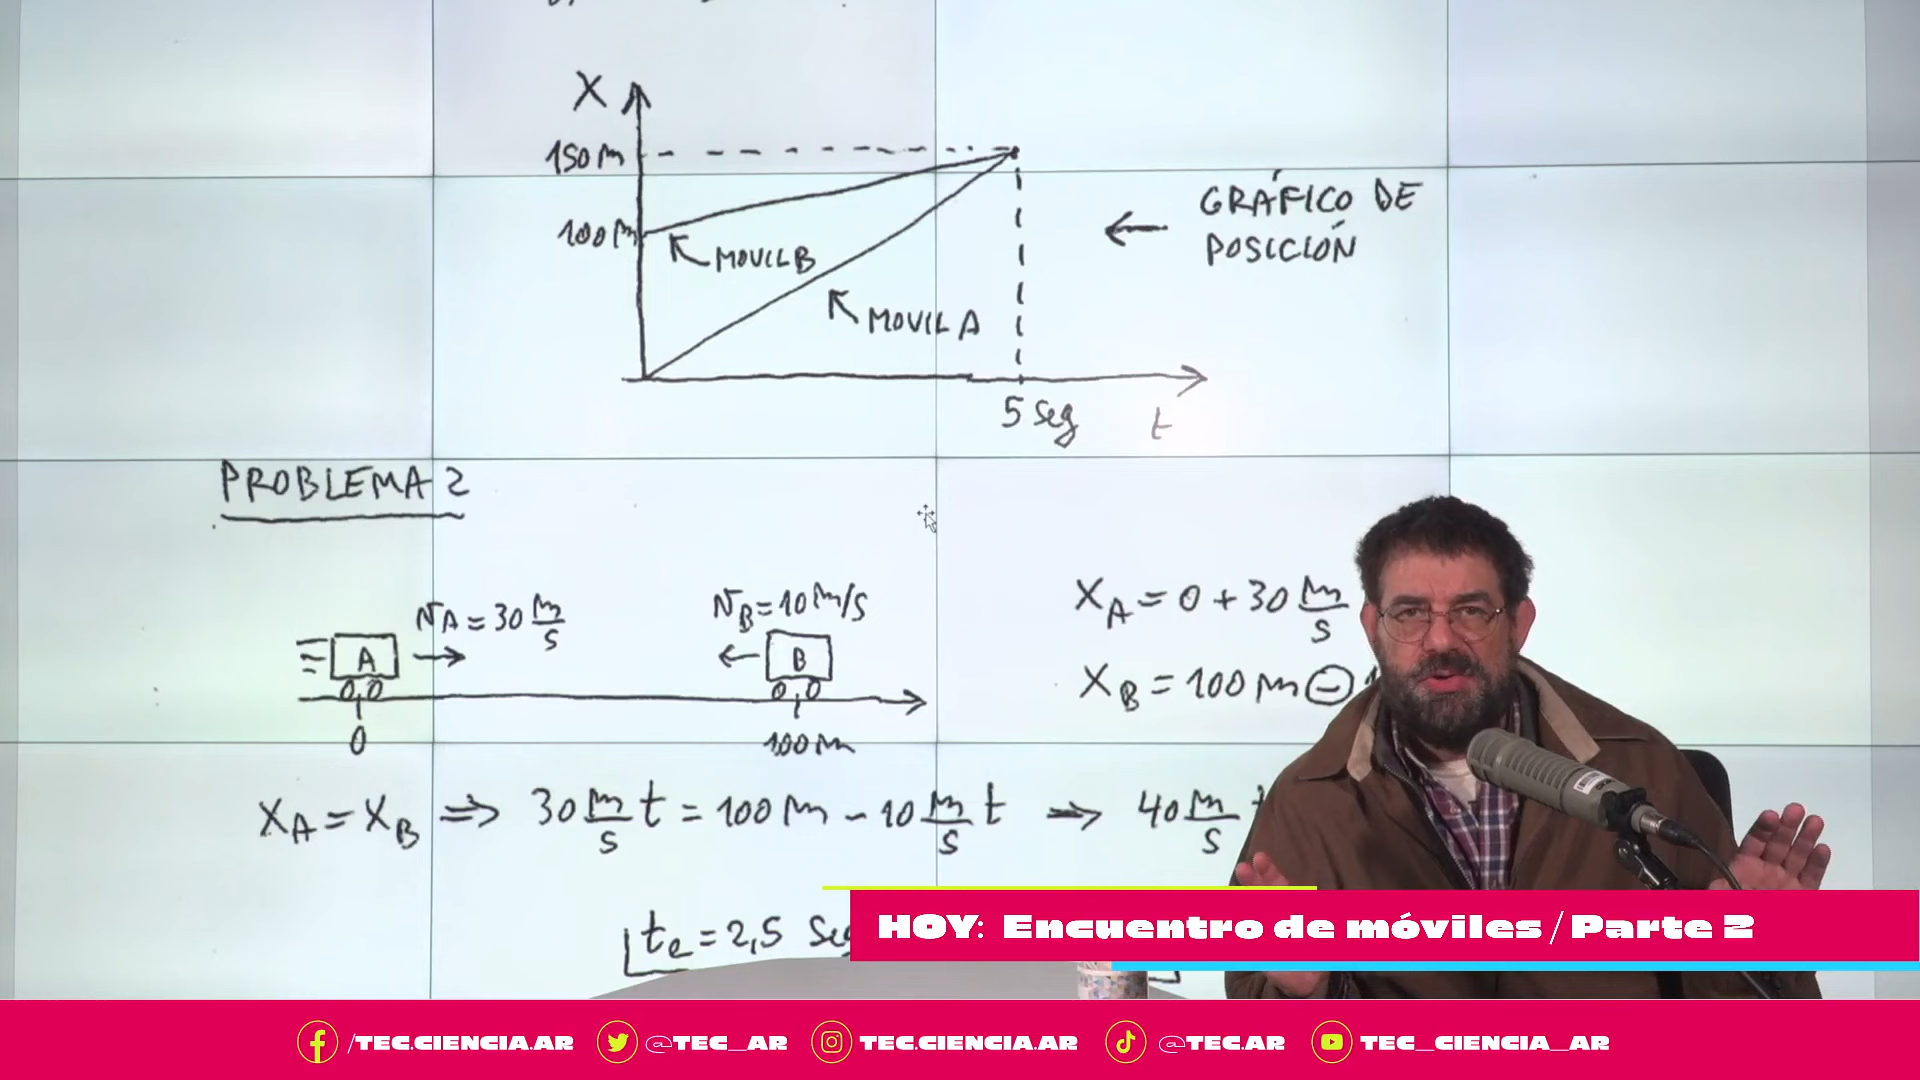 X
150 m
100 m
MOVIL B
MOVIL A
GRÁFICO DE
POSICIÓN
5 seg
t
PROBLEMA 2
vA = 30 m/s
vB = 10 m/s
A
B
0
100 m
XA = 0 + 30 m/s
XB = 100 m ⊖
XA = XB ⇒ 30 m/s t = 100 m − 10 m/s t ⇒ 40 m/s
te = 2,5 Seg
HOY: Encuentro de móviles / Parte 2
/TEC.CIENCIA.AR
@TEC_AR
TEC.CIENCIA.AR
@TEC.AR
TEC_CIENCIA_AR